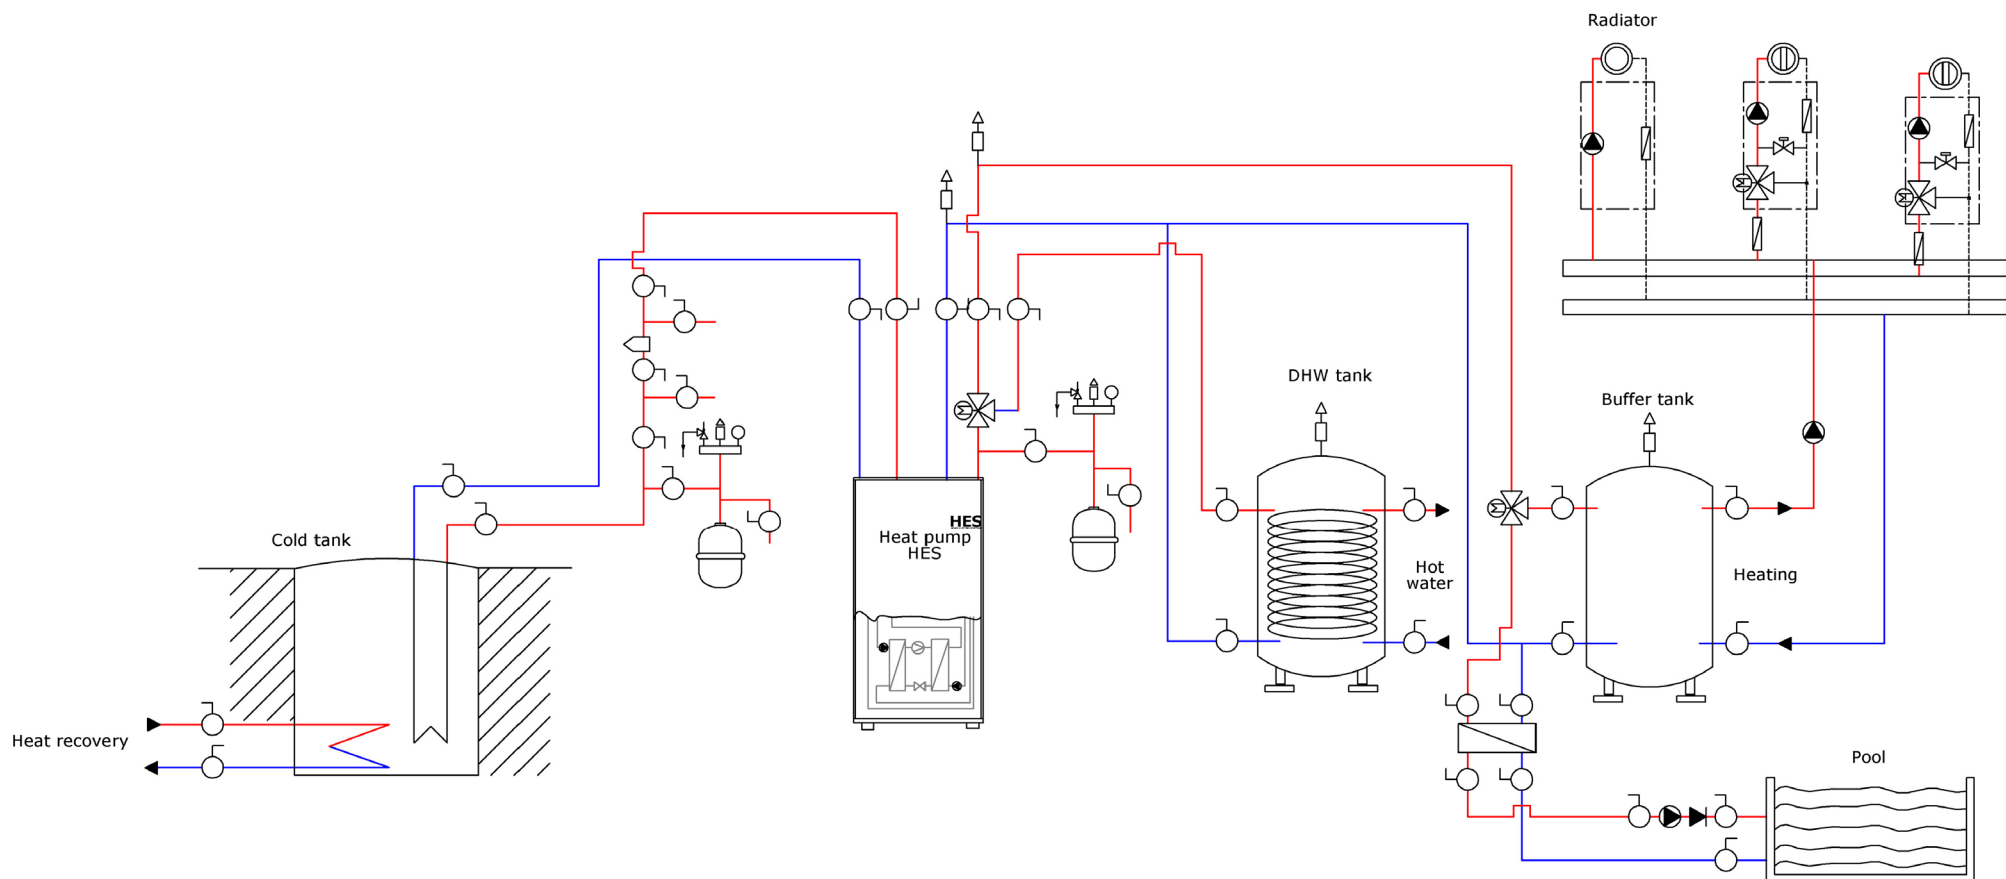 Radiator
DHW tank
Buffer tank
HES
Heat pump
HES
Cold tank
Hot
water
Heating
Heat recovery
Pool